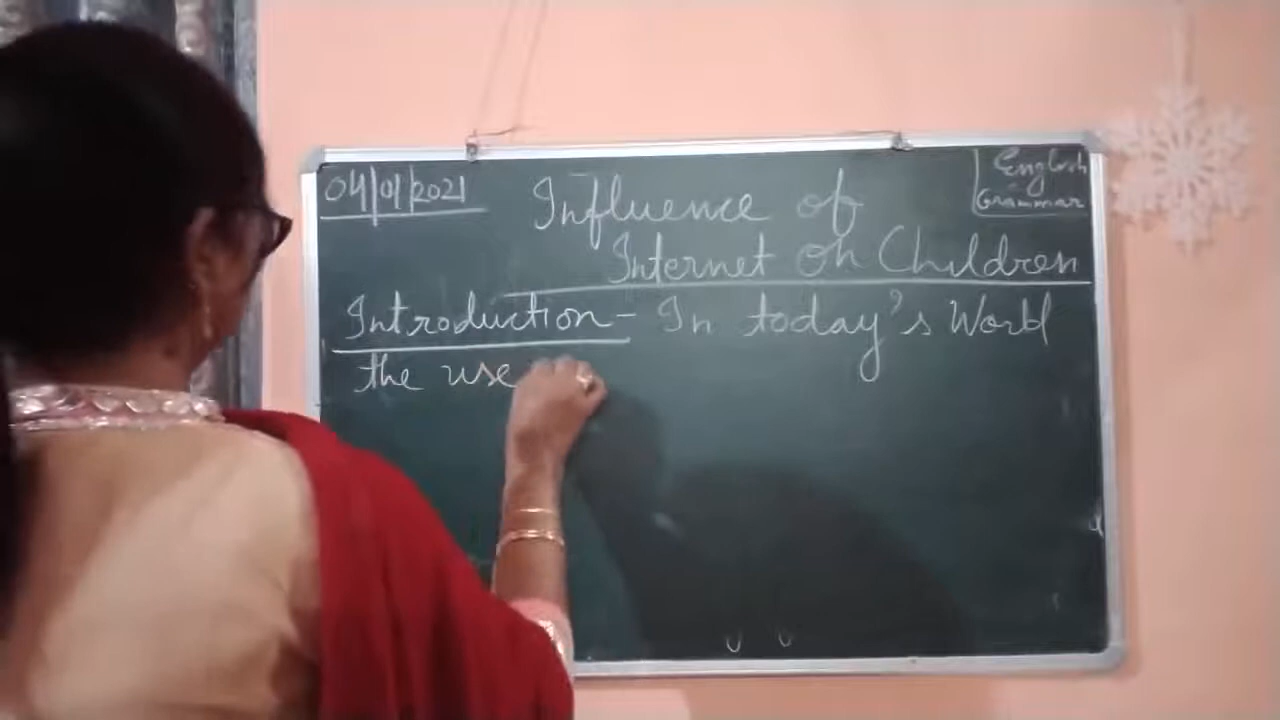 04/01/2021
English
Grammar
Influence of
Internet on Children
Introduction - In today's World
the use